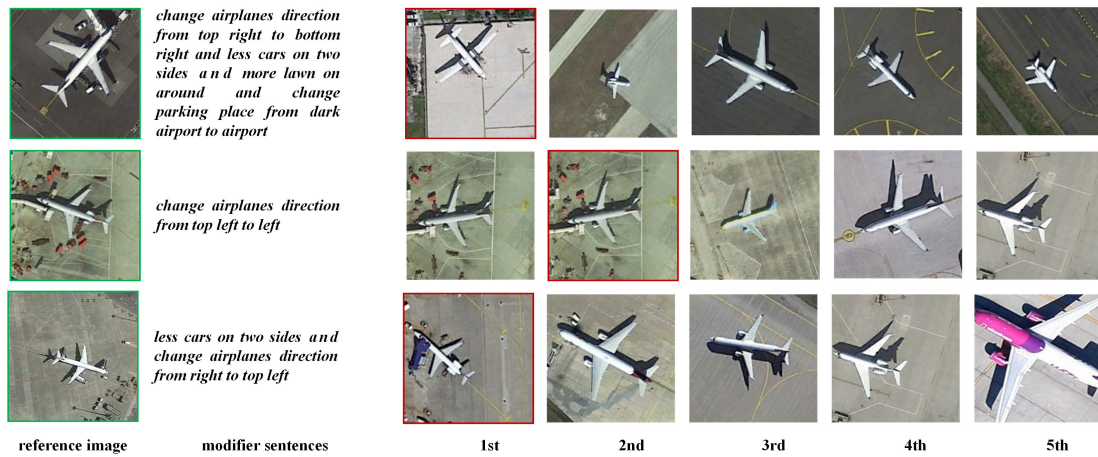 change airplanes direction
from top right to bottom
right and less cars on two
sides and more lawn on
around and change
parking place from dark
airport to airport
change airplanes direction
from top left to left
less cars on two sides and
change airplanes direction
from right to top left
reference image modifier sentences 1st 2nd 3rd 4th 5th